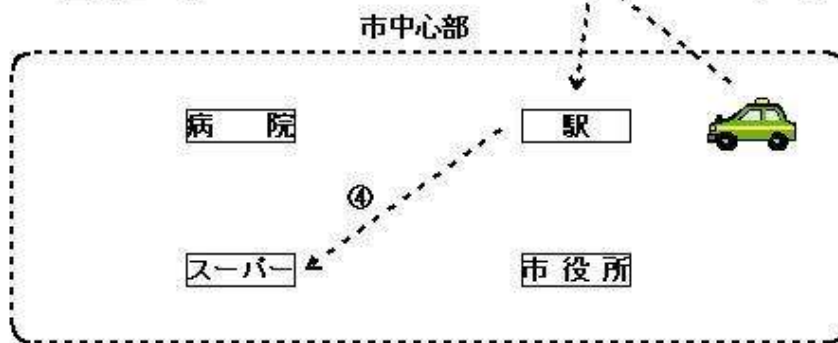 市中心部
病 院
駅
④
スーパー
市 役 所